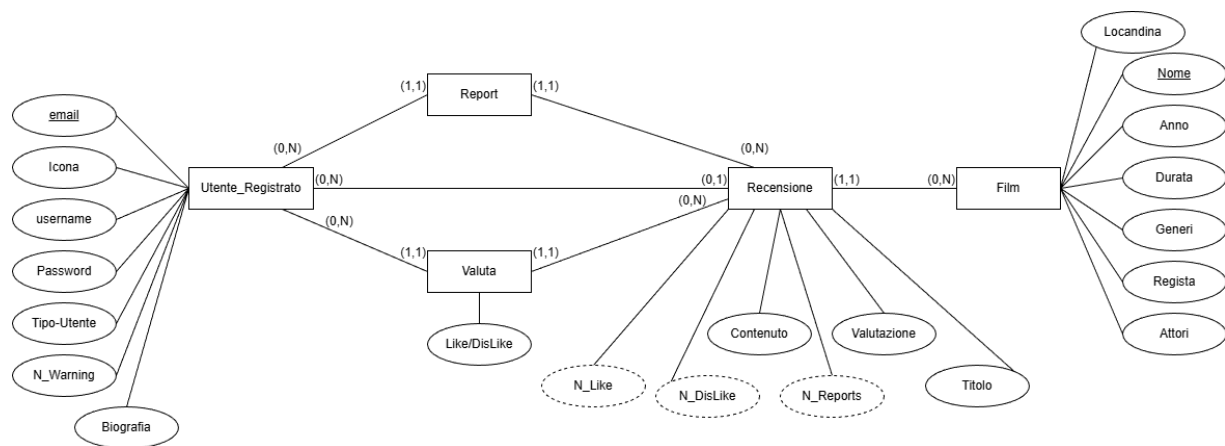 Locandina
Nome
Anno
Durata
Generi
Regista
Attori
(1,1)
Report
(1,1)
(0,N)
(0,N)
email
Icona
username
Password
Tipo-Utente
N_Warning
Biografia
Utente_Registrato
(0,N)
(0,1)
Recensione
(1,1)
(0,N)
Film
(0,N)
(0,N)
(1,1)
Valuta
(1,1)
Like/DisLike
Contenuto
Valutazione
N_Like
N_DisLike
N_Reports
Titolo